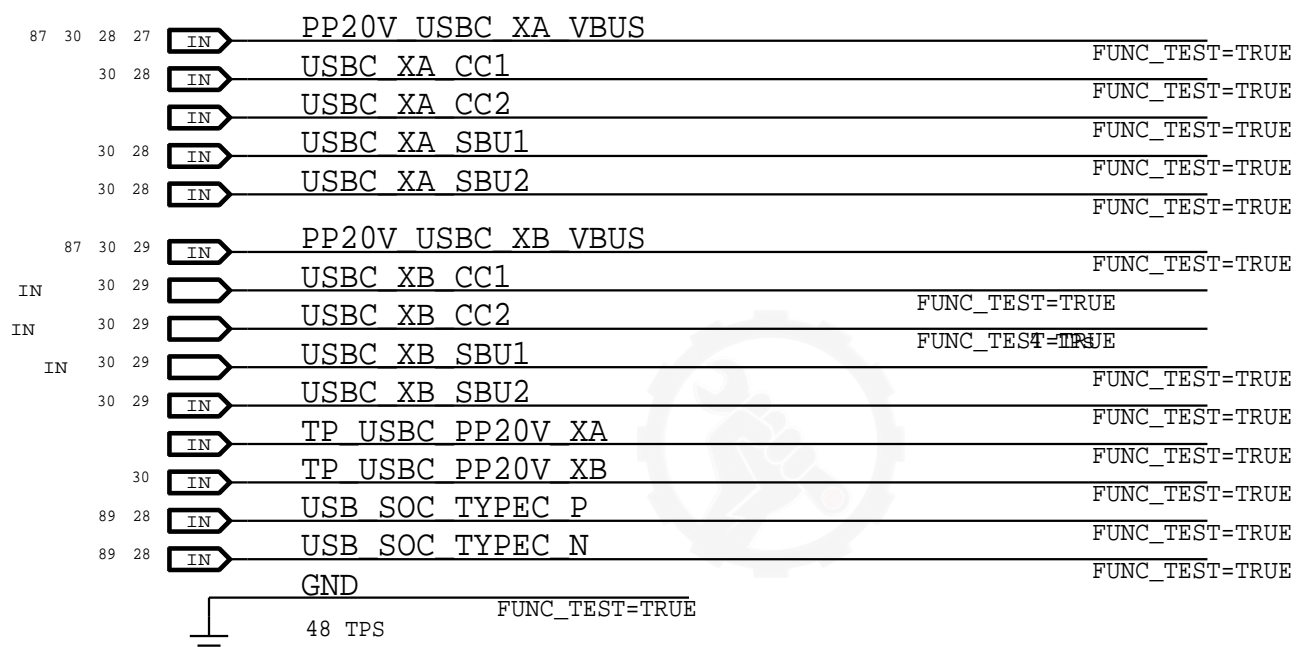 87 30 28 27 IN PP20V_USBC_XA_VBUS FUNC_TEST=TRUE
30 28 IN USBC_XA_CC1 FUNC_TEST=TRUE
IN USBC_XA_CC2 FUNC_TEST=TRUE
30 28 IN USBC_XA_SBU1 FUNC_TEST=TRUE
30 28 IN USBC_XA_SBU2 FUNC_TEST=TRUE
87 30 29 IN PP20V_USBC_XB_VBUS FUNC_TEST=TRUE
IN 30 29 USBC_XB_CC1 FUNC_TEST=TRUE
IN 30 29 USBC_XB_CC2 FUNC_TEST=TRUE 4 TPs
IN 30 29 USBC_XB_SBU1 FUNC_TEST=TRUE
30 29 IN USBC_XB_SBU2 FUNC_TEST=TRUE
IN TP_USBC_PP20V_XA FUNC_TEST=TRUE
30 IN TP_USBC_PP20V_XB FUNC_TEST=TRUE
89 28 IN USB_SOC_TYPEC_P FUNC_TEST=TRUE
89 28 IN USB_SOC_TYPEC_N FUNC_TEST=TRUE
GND FUNC_TEST=TRUE
48 TPS